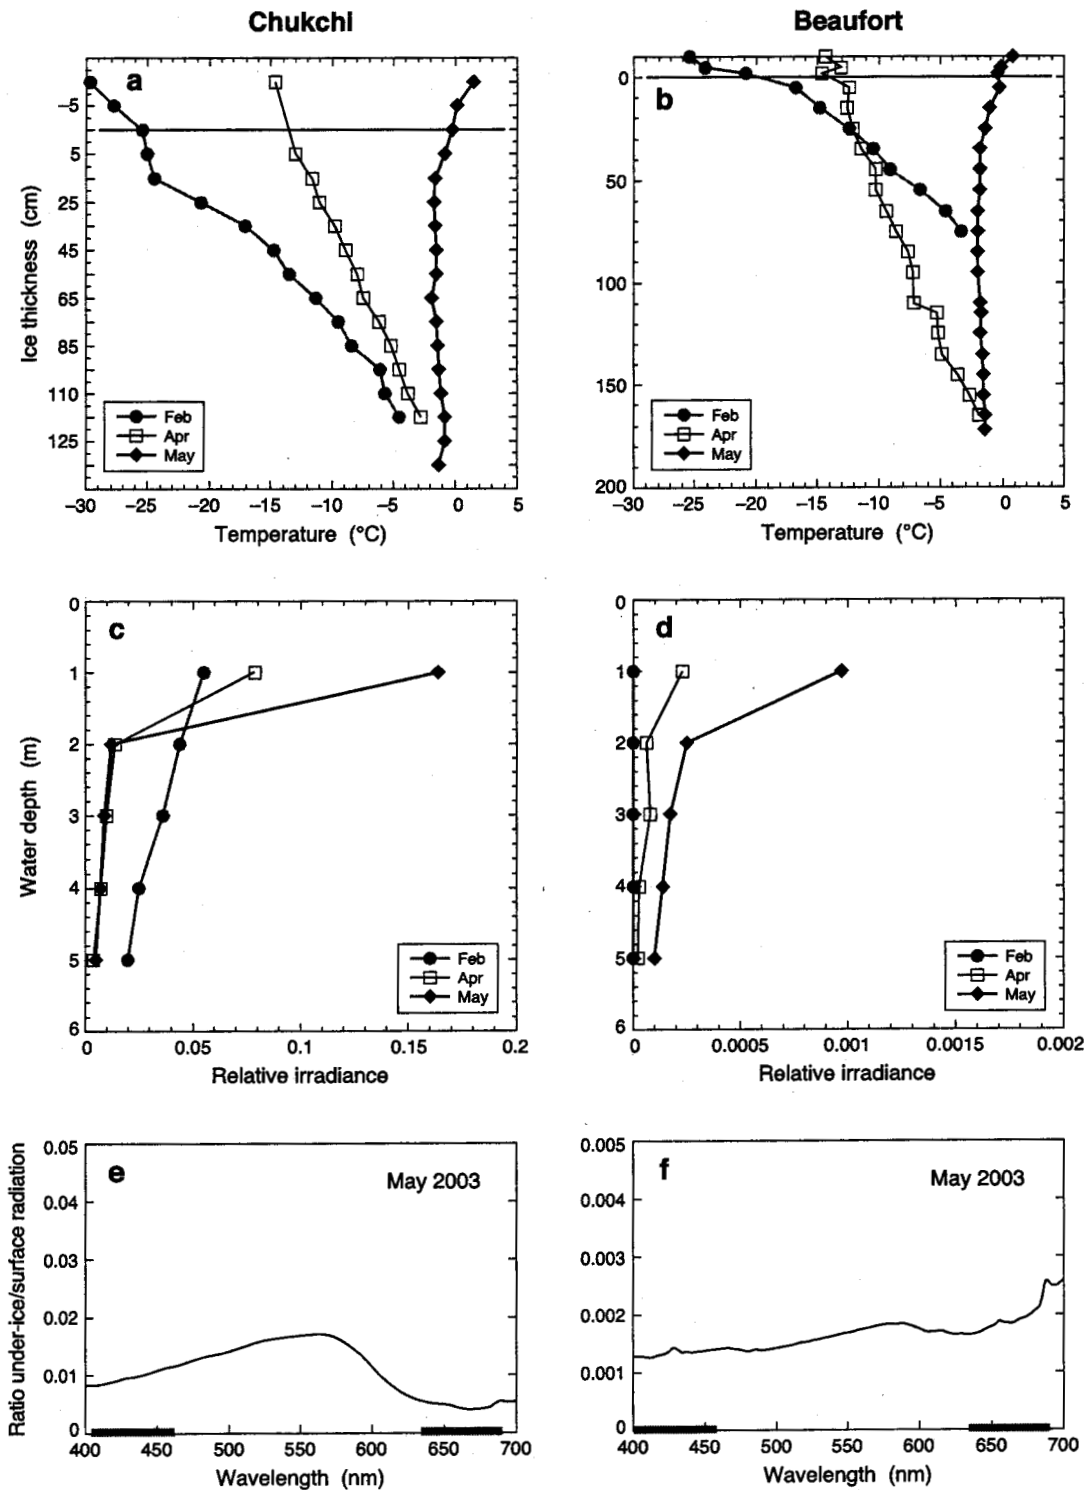 Chukchi
Beaufort
a
−5
5
25
45
65
85
110
125
Ice thickness (cm)
Feb
Apr
May
−30 −25 −20 −15 −10 −5 0 5
Temperature (°C)
b
0
50
100
150
200
Feb
Apr
May
−30 −25 −20 −15 −10 −5 0 5
Temperature (°C)
c
0
1
2
3
4
5
6
Water depth (m)
Feb
Apr
May
0 0.05 0.10 0.15 0.2
Relative irradiance
d
0
1
2
3
4
5
6
Feb
Apr
May
0 0.0005 0.001 0.0015 0.002
Relative irradiance
e
May 2003
0.05
0.04
0.03
0.02
0.01
0
Ratio under-ice/surface radiation
400 450 500 550 600 650 700
Wavelength (nm)
f
May 2003
0.005
0.004
0.003
0.002
0.001
0
400 450 500 550 600 650 700
Wavelength (nm)